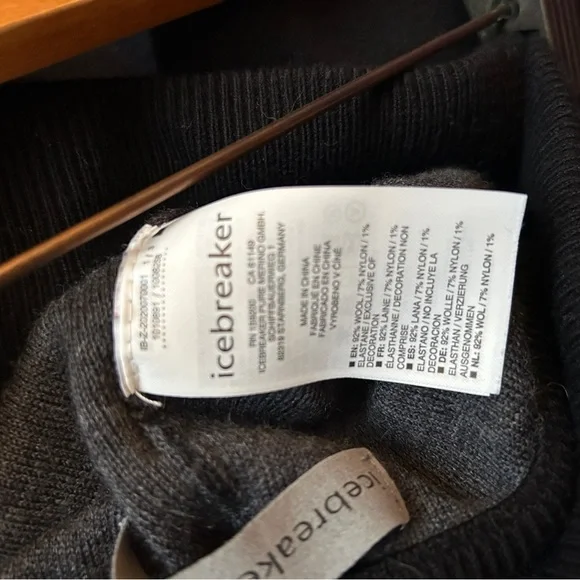 icebreaker
RN 139200 CA 61149
ICEBREAKER PURE MERINO GMBH.
SCHIFFBAUERWEG 1
82319 STARNBERG, GERMANY
MADE IN CHINA
FABRIQUÉ EN CHINE
FABRICADO EN CHINA
VYROBENO V ČÍNĚ
■ EN: 92% WOOL / 7% NYLON / 1%
ELASTANE / EXCLUSIVE OF
DECORATION ■ FR: 92% LAINE / 7% NYLON / 1%
ÉLASTHANNE / DECORATION NON
COMPRISE ■ ES: 92% LANA / 7% NYLON / 1%
ELASTANO / NO INCLUYE LA
DECORACION ■ DE: 92% WOLLE / 7% NYLON / 1%
ELASTHAN / VERZIERUNG
AUSGENOMMEN
■ NL: 92% WOL / 7% NYLON / 1%
icebreaker